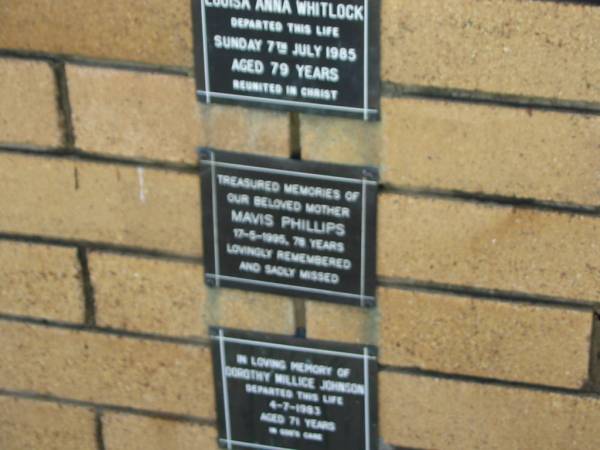 LOUISA ANNA WHITLOCK
DEPARTED THIS LIFE
SUNDAY 7TH JULY 1985
AGED 79 YEARS
REUNITED IN CHRIST
TREASURED MEMORIES OF
OUR BELOVED MOTHER
MAVIS PHILLIPS
17-5-1995, 78 YEARS
LOVINGLY REMEMBERED
AND SADLY MISSED
IN LOVING MEMORY OF
DOROTHY MILLICE JOHNSON
DEPARTED THIS LIFE
4-7-1983
AGED 71 YEARS
IN GOD'S CARE